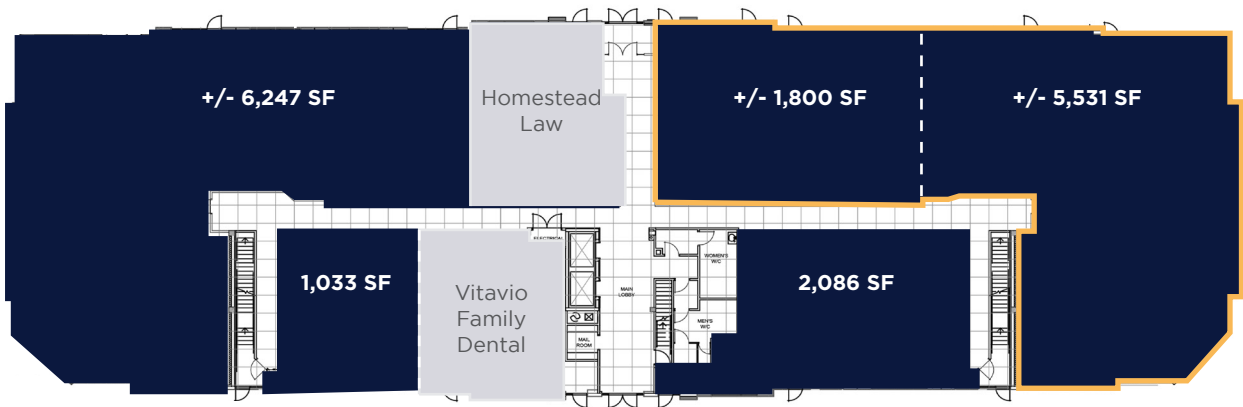 +/- 6,247 SF
Homestead
Law
+/- 1,800 SF
+/- 5,531 SF
1,033 SF
Vitavio
Family
Dental
ELECTRICAL
MAIN
LOBBY
WOMEN'S
W/C
MEN'S
W/C
MAIL
ROOM
2,086 SF